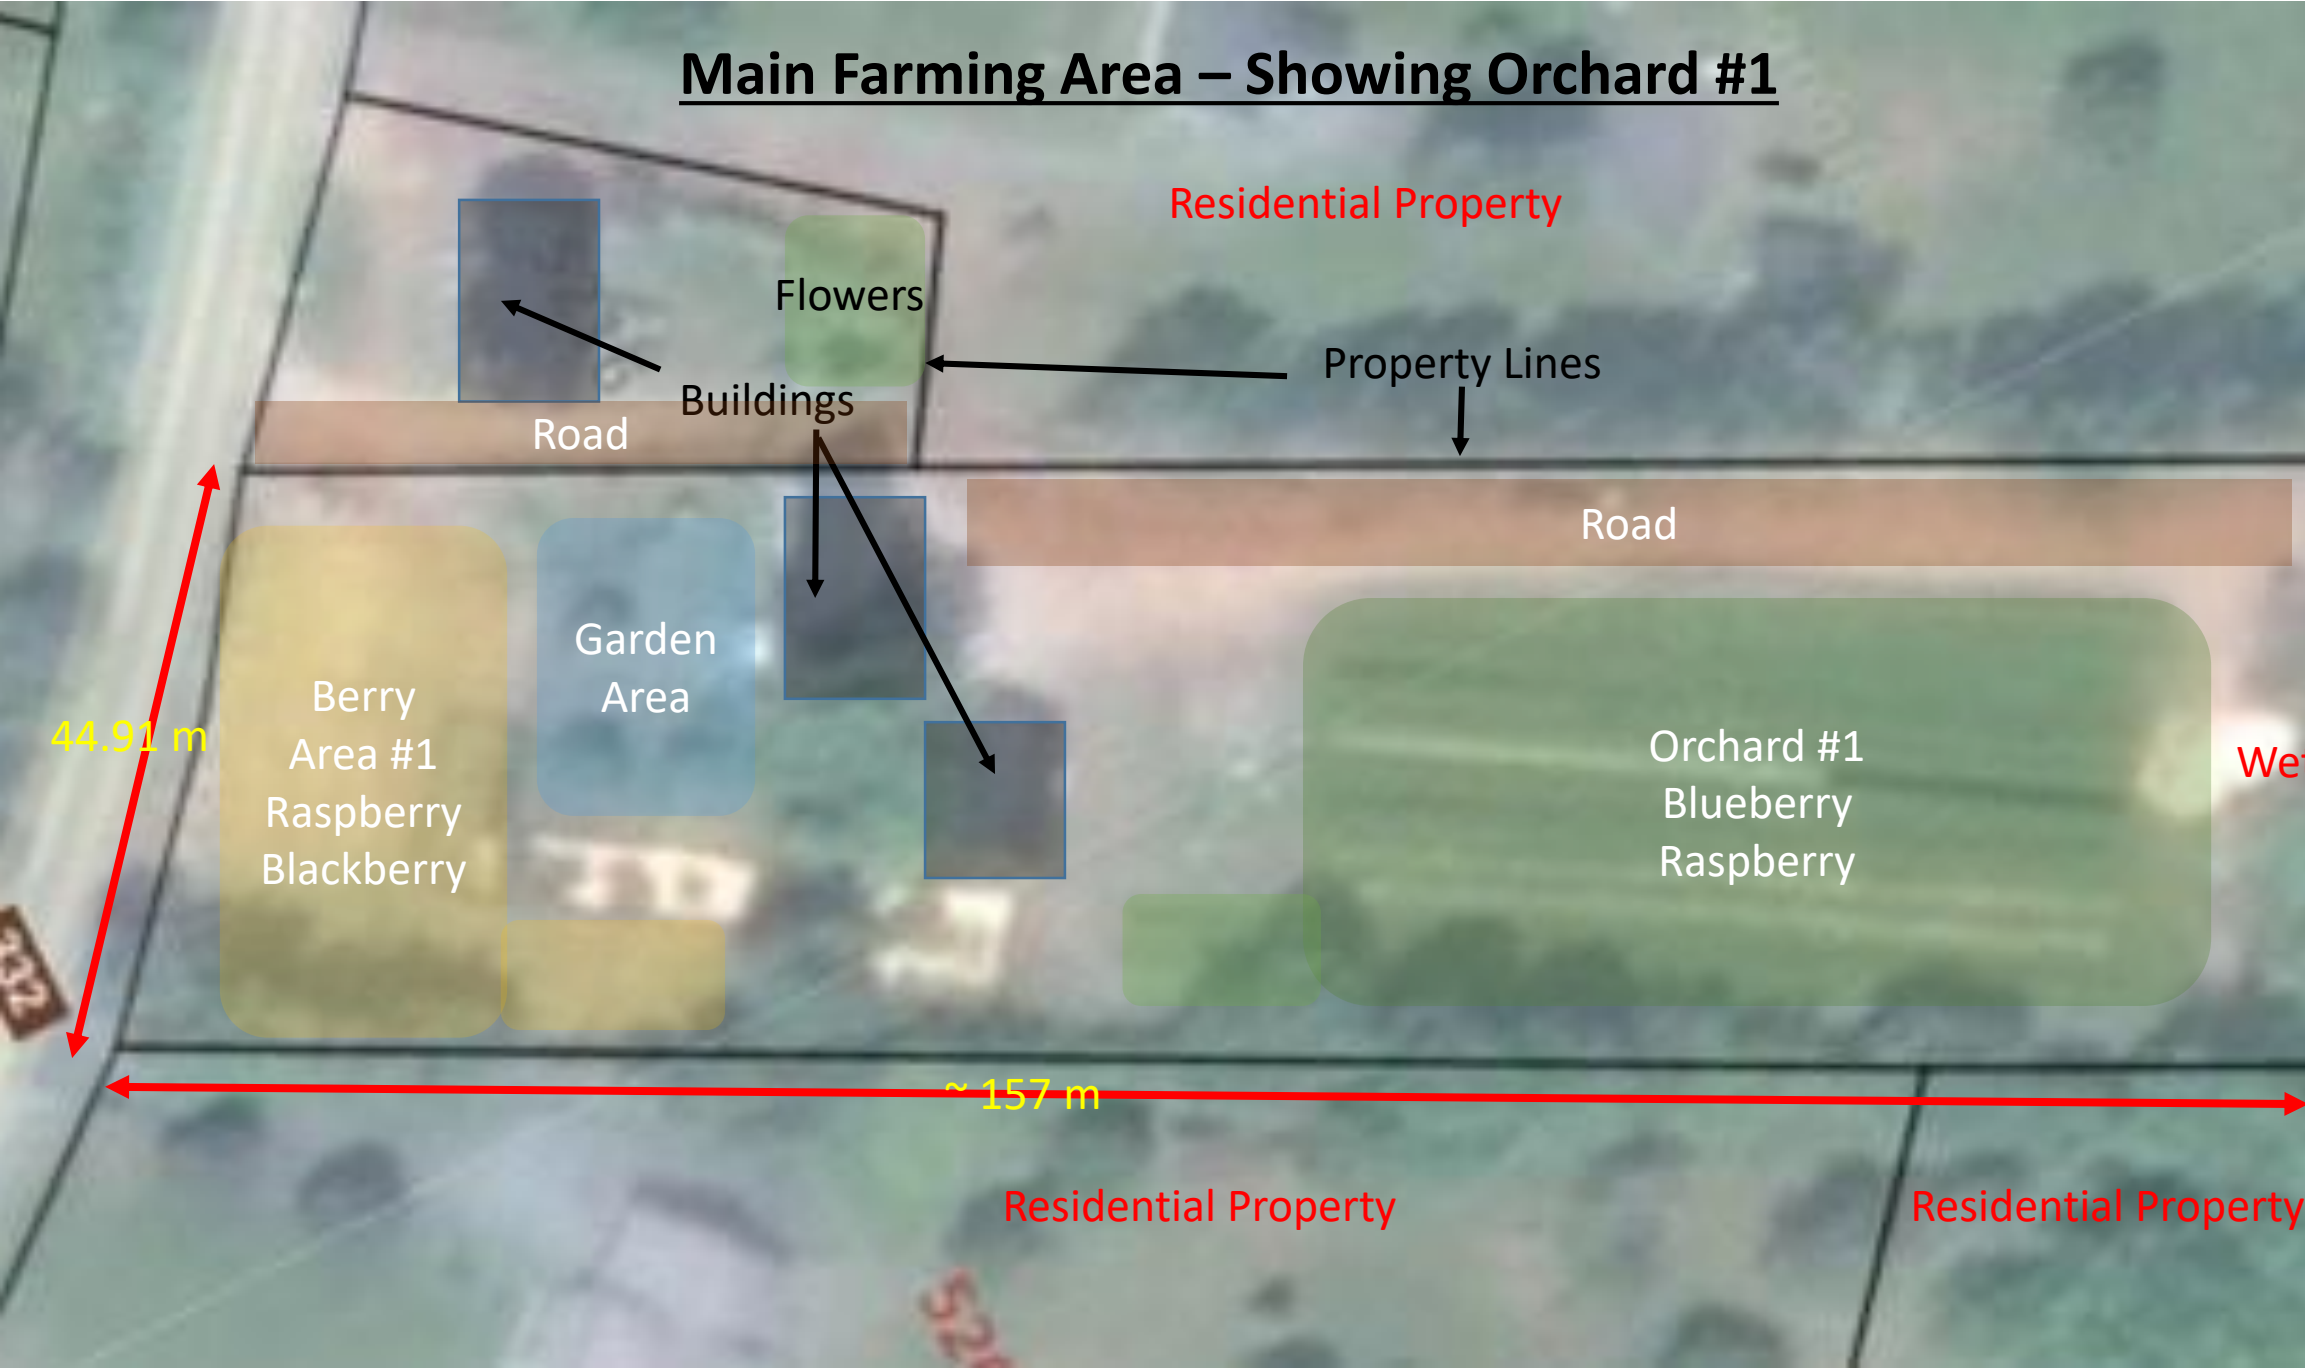 Main Farming Area – Showing Orchard #1
Residential Property
Flowers
Property Lines
Buildings
Road
Road
Garden
Area
Berry
Area #1
Raspberry
Blackberry
44.91 m
Orchard #1
Blueberry
Raspberry
~ 157 m
Residential Property
Residential Property